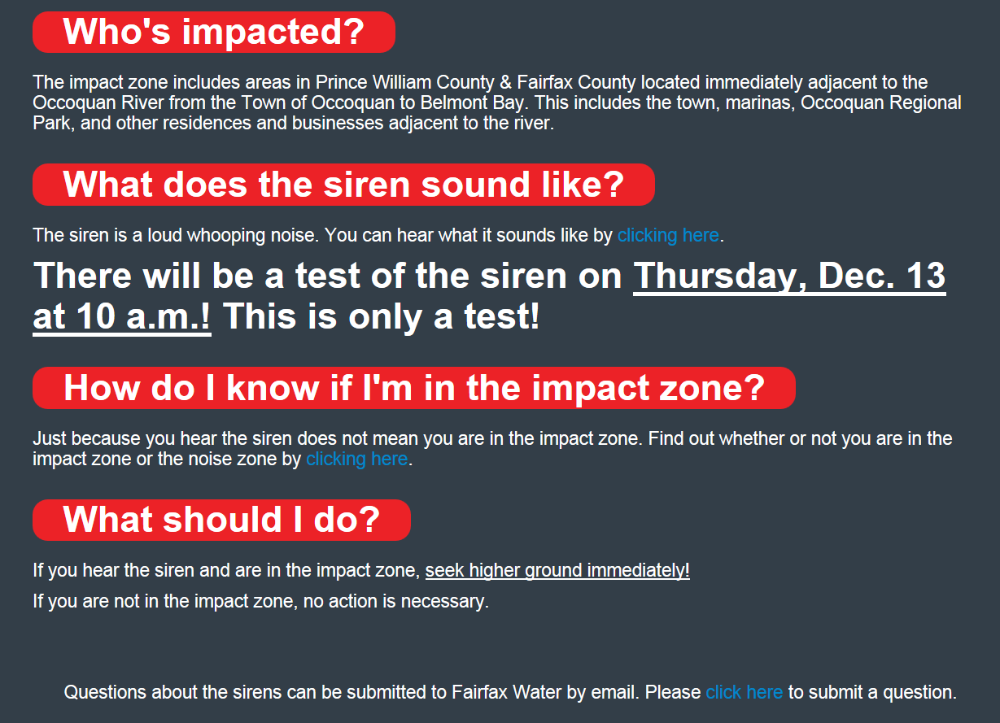 Who's impacted?
The impact zone includes areas in Prince William County & Fairfax County located immediately adjacent to the
Occoquan River from the Town of Occoquan to Belmont Bay. This includes the town, marinas, Occoquan Regional
Park, and other residences and businesses adjacent to the river.
What does the siren sound like?
The siren is a loud whooping noise. You can hear what it sounds like by clicking here.
There will be a test of the siren on Thursday, Dec. 13
at 10 a.m.! This is only a test!
How do I know if I'm in the impact zone?
Just because you hear the siren does not mean you are in the impact zone. Find out whether or not you are in the
impact zone or the noise zone by clicking here.
What should I do?
If you hear the siren and are in the impact zone, seek higher ground immediately!
If you are not in the impact zone, no action is necessary.
Questions about the sirens can be submitted to Fairfax Water by email. Please click here to submit a question.